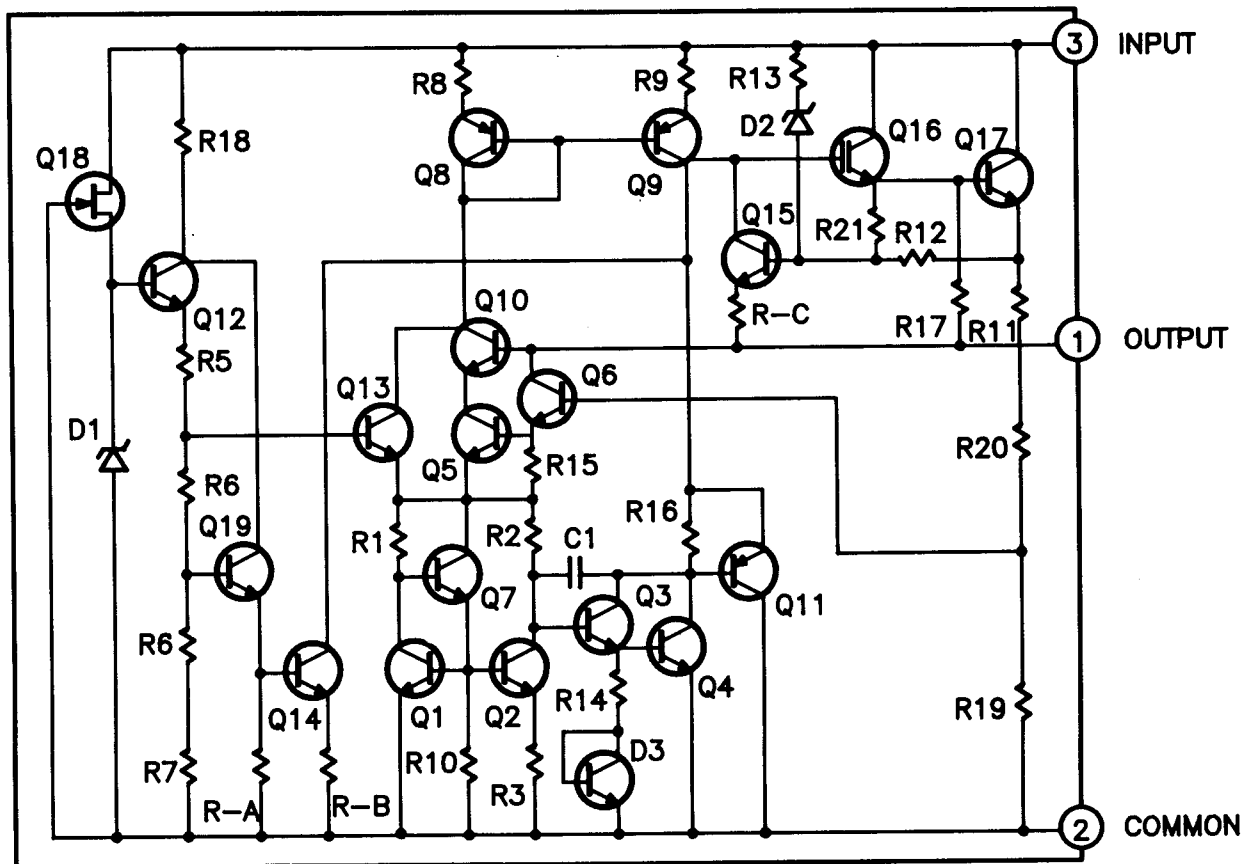 3 INPUT
R8
R9
R13
D2
Q16
Q17
R18
Q18
Q8
Q9
Q15
R21
R12
Q12
Q10
R-C
R17
R11
1 OUTPUT
R5
Q13
Q6
D1
R6
Q5
R15
R20
Q19
R1
R2
C1
R16
Q7
Q3
Q11
R6
Q14
Q1
Q2
R14
Q4
R19
R7
R-A
R-B
R10
R3
D3
2 COMMON